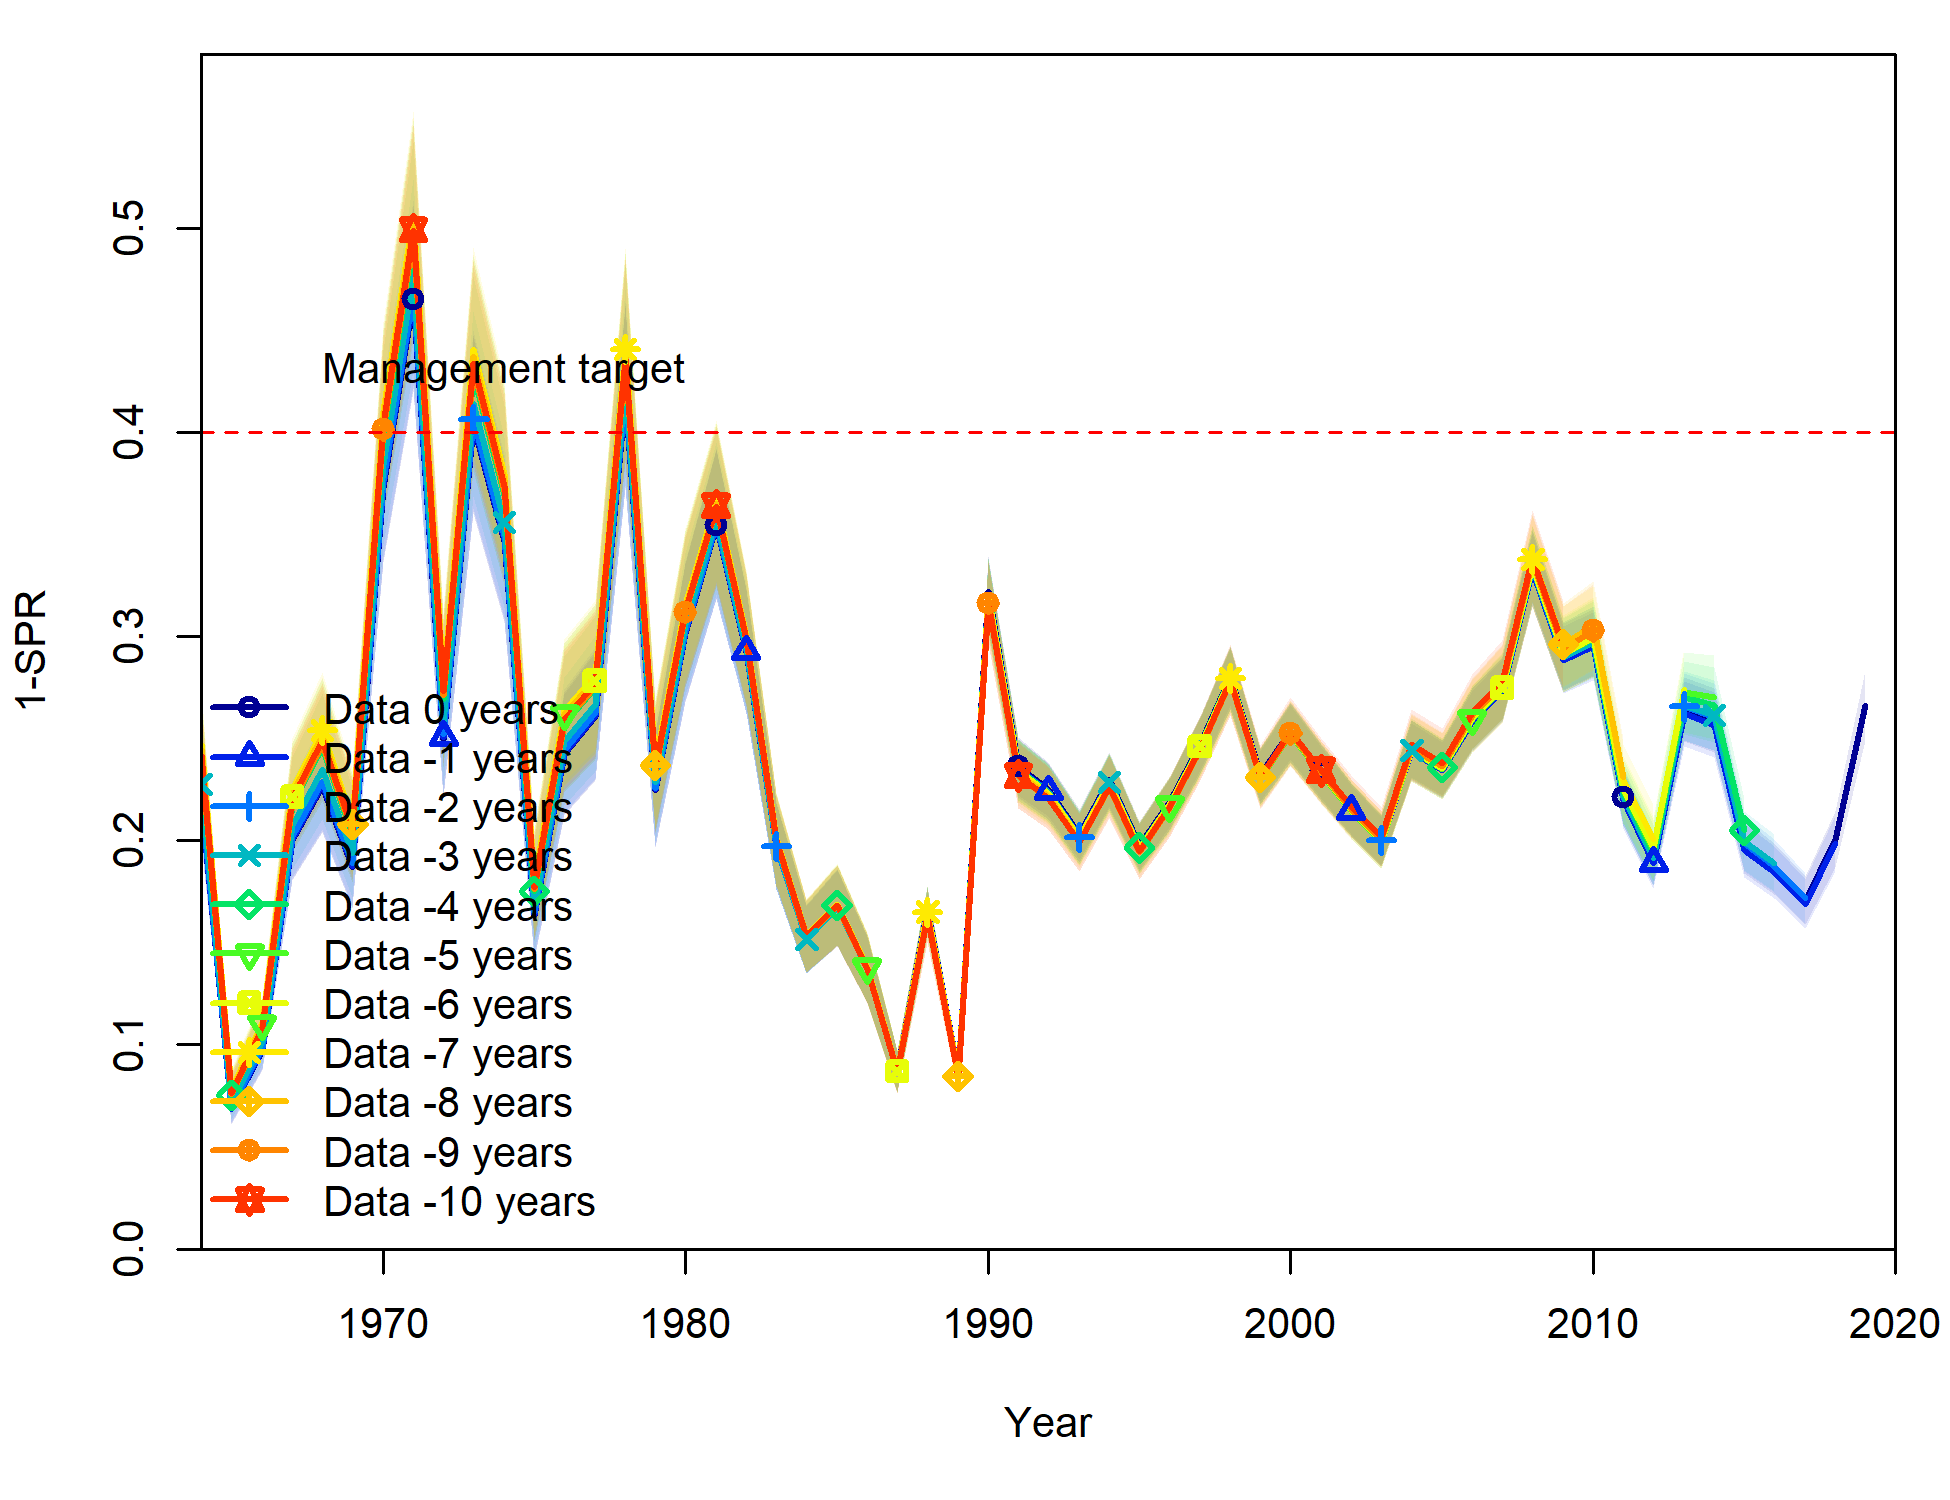 0.5
0.4
0.3
0.2
0.1
0.0
1-SPR
Management target
Data 0 years
Data -1 years
Data -2 years
Data -3 years
Data -4 years
Data -5 years
Data -6 years
Data -7 years
Data -8 years
Data -9 years
Data -10 years
1970 1980 1990 2000 2010 2020
Year